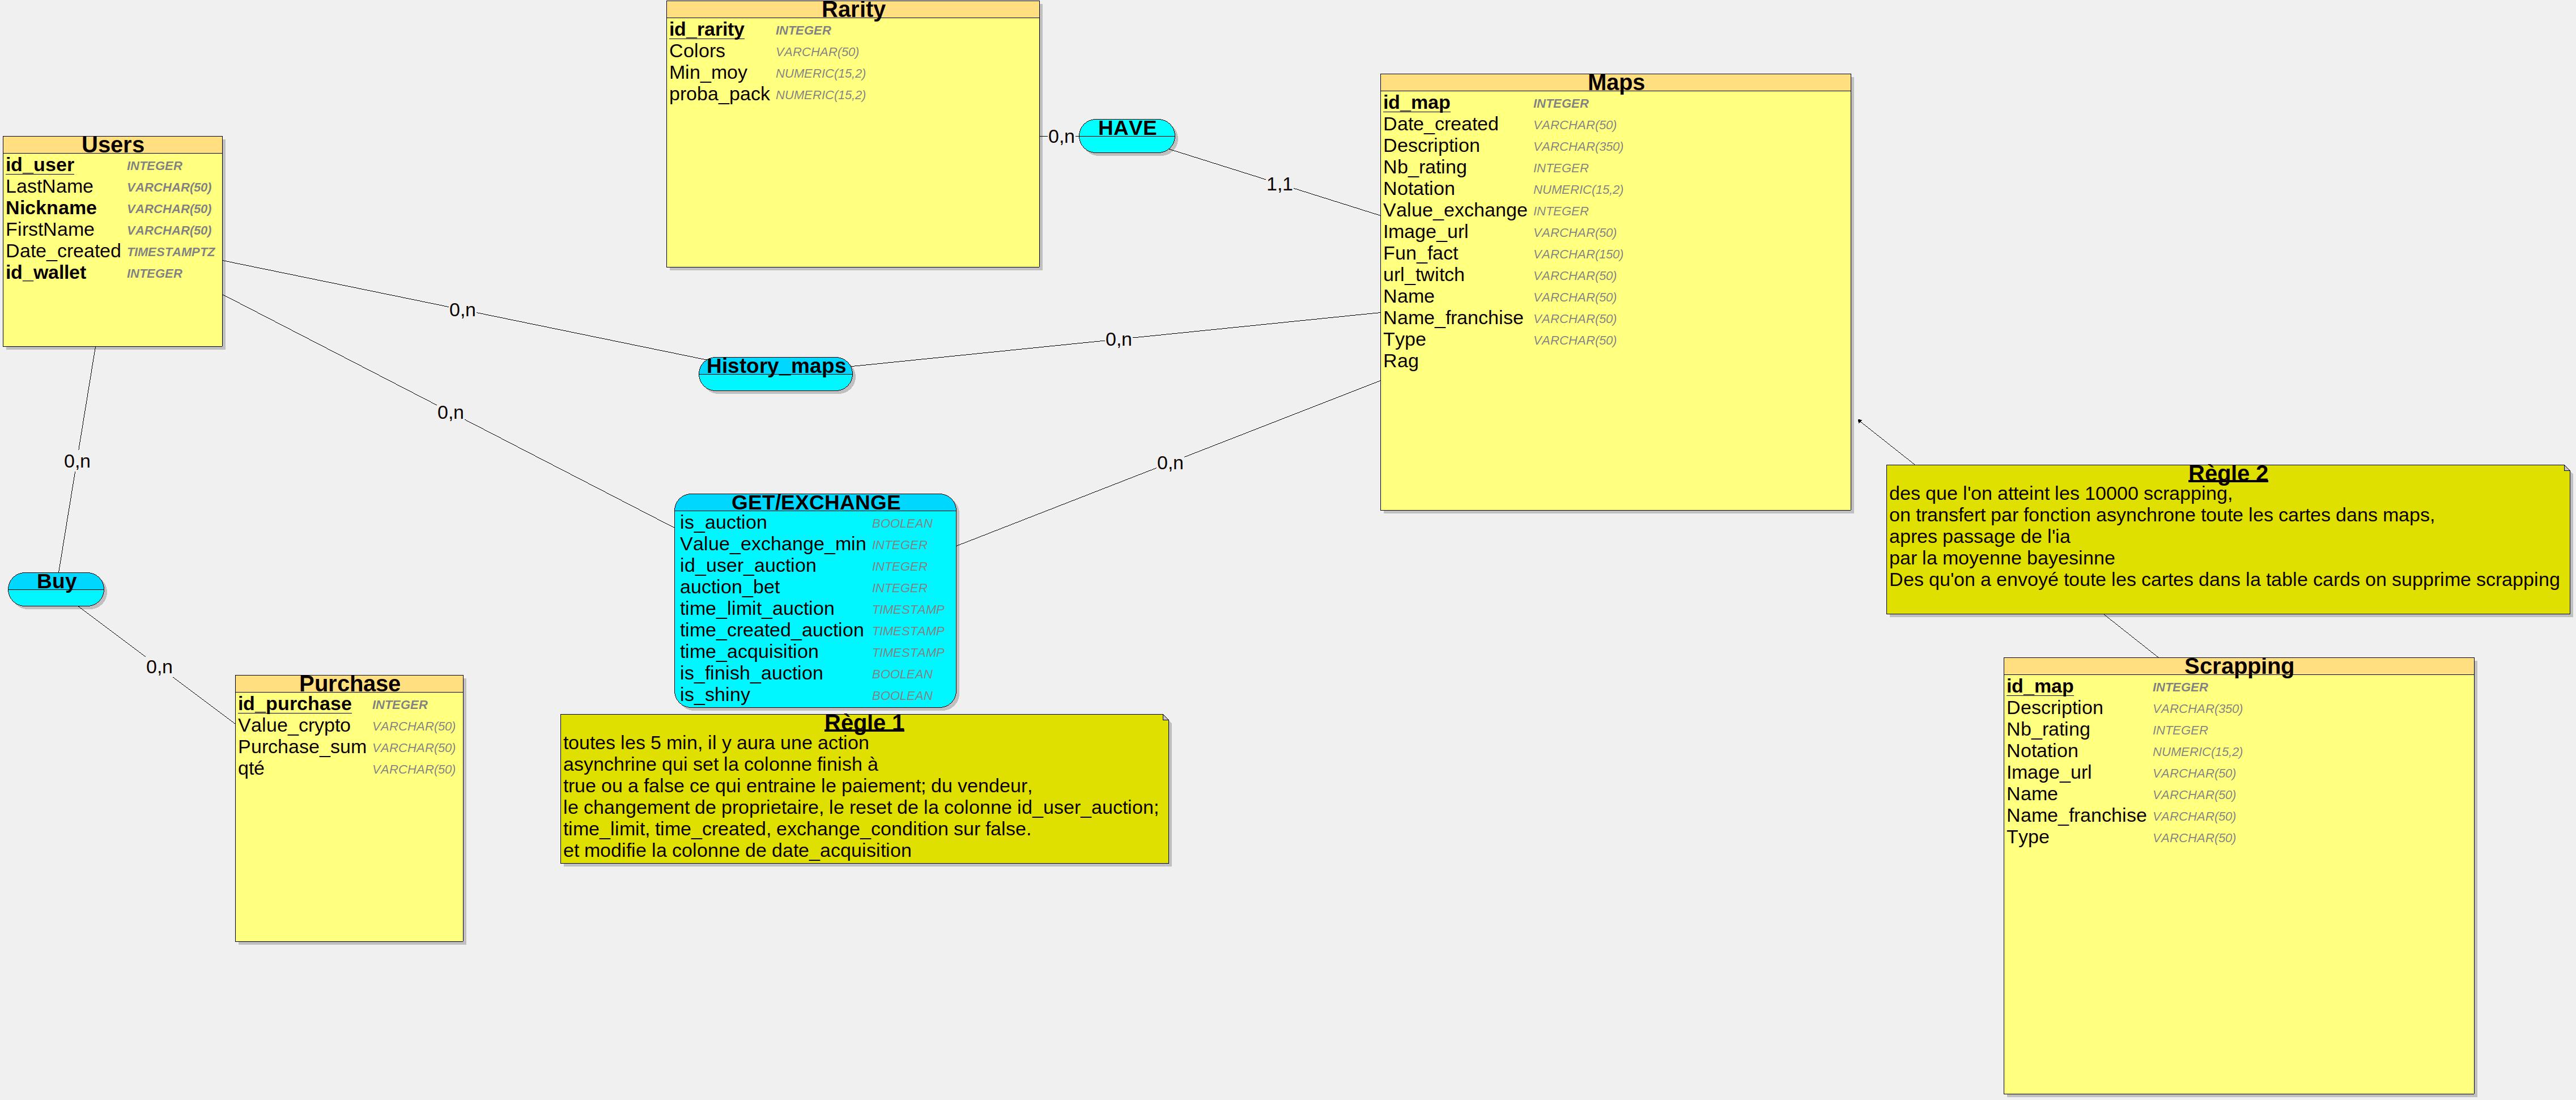 Rarity
id_rarity INTEGER
Colors VARCHAR(50)
Min_moy NUMERIC(15,2)
proba_pack NUMERIC(15,2)
Maps
id_map INTEGER
Date_created VARCHAR(50)
Description VARCHAR(350)
Nb_rating INTEGER
Notation NUMERIC(15,2)
Value_exchange INTEGER
Image_url VARCHAR(50)
Fun_fact VARCHAR(150)
url_twitch VARCHAR(50)
Name VARCHAR(50)
Name_franchise VARCHAR(50)
Type VARCHAR(50)
Rag
0,n
HAVE
1,1
Users
id_user INTEGER
LastName VARCHAR(50)
Nickname VARCHAR(50)
FirstName VARCHAR(50)
Date_created TIMESTAMPTZ
id_wallet INTEGER
0,n
History_maps
0,n
0,n
0,n
0,n
GET/EXCHANGE
is_auction BOOLEAN
Value_exchange_min INTEGER
id_user_auction INTEGER
auction_bet INTEGER
time_limit_auction TIMESTAMP
time_created_auction TIMESTAMP
time_acquisition TIMESTAMP
is_finish_auction BOOLEAN
is_shiny BOOLEAN
Règle 2
des que l'on atteint les 10000 scrapping,
on transfert par fonction asynchrone toute les cartes dans maps,
apres passage de l'ia
par la moyenne bayesinne
Des qu'on a envoyé toute les cartes dans la table cards on supprime scrapping
Buy
0,n
Purchase
id_purchase INTEGER
Value_crypto VARCHAR(50)
Purchase_sum VARCHAR(50)
qté VARCHAR(50)
Règle 1
toutes les 5 min, il y aura une action
asynchrine qui set la colonne finish à
true ou a false ce qui entraine le paiement; du vendeur,
le changement de proprietaire, le reset de la colonne id_user_auction;
time_limit, time_created, exchange_condition sur false.
et modifie la colonne de date_acquisition
Scrapping
id_map INTEGER
Description VARCHAR(350)
Nb_rating INTEGER
Notation NUMERIC(15,2)
Image_url VARCHAR(50)
Name VARCHAR(50)
Name_franchise VARCHAR(50)
Type VARCHAR(50)